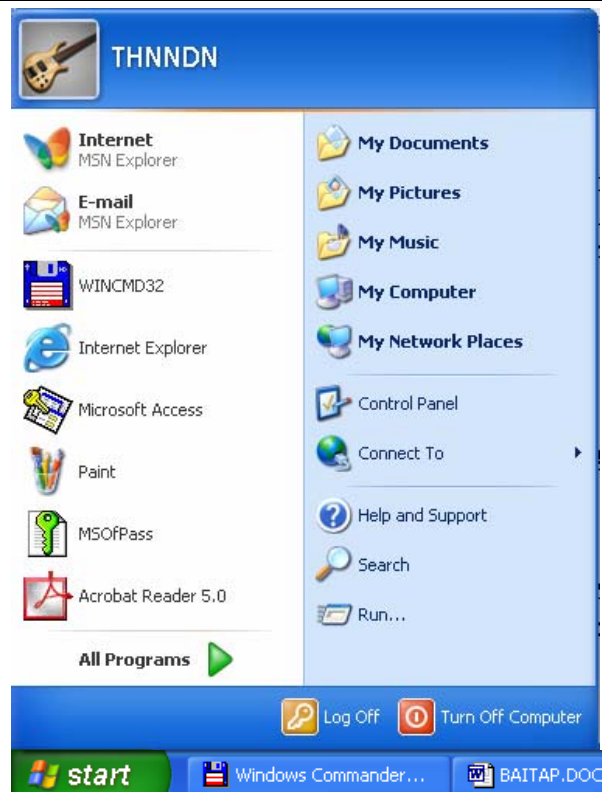 THNNDN
Internet
MSN Explorer
E-mail
MSN Explorer
WINCMD32
Internet Explorer
Microsoft Access
Paint
MSOfPass
Acrobat Reader 5.0
All Programs
My Documents
My Pictures
My Music
My Computer
My Network Places
Control Panel
Connect To
Help and Support
Search
Run...
Log Off
Turn Off Computer
start
Windows Commander...
BAITAP.DOC